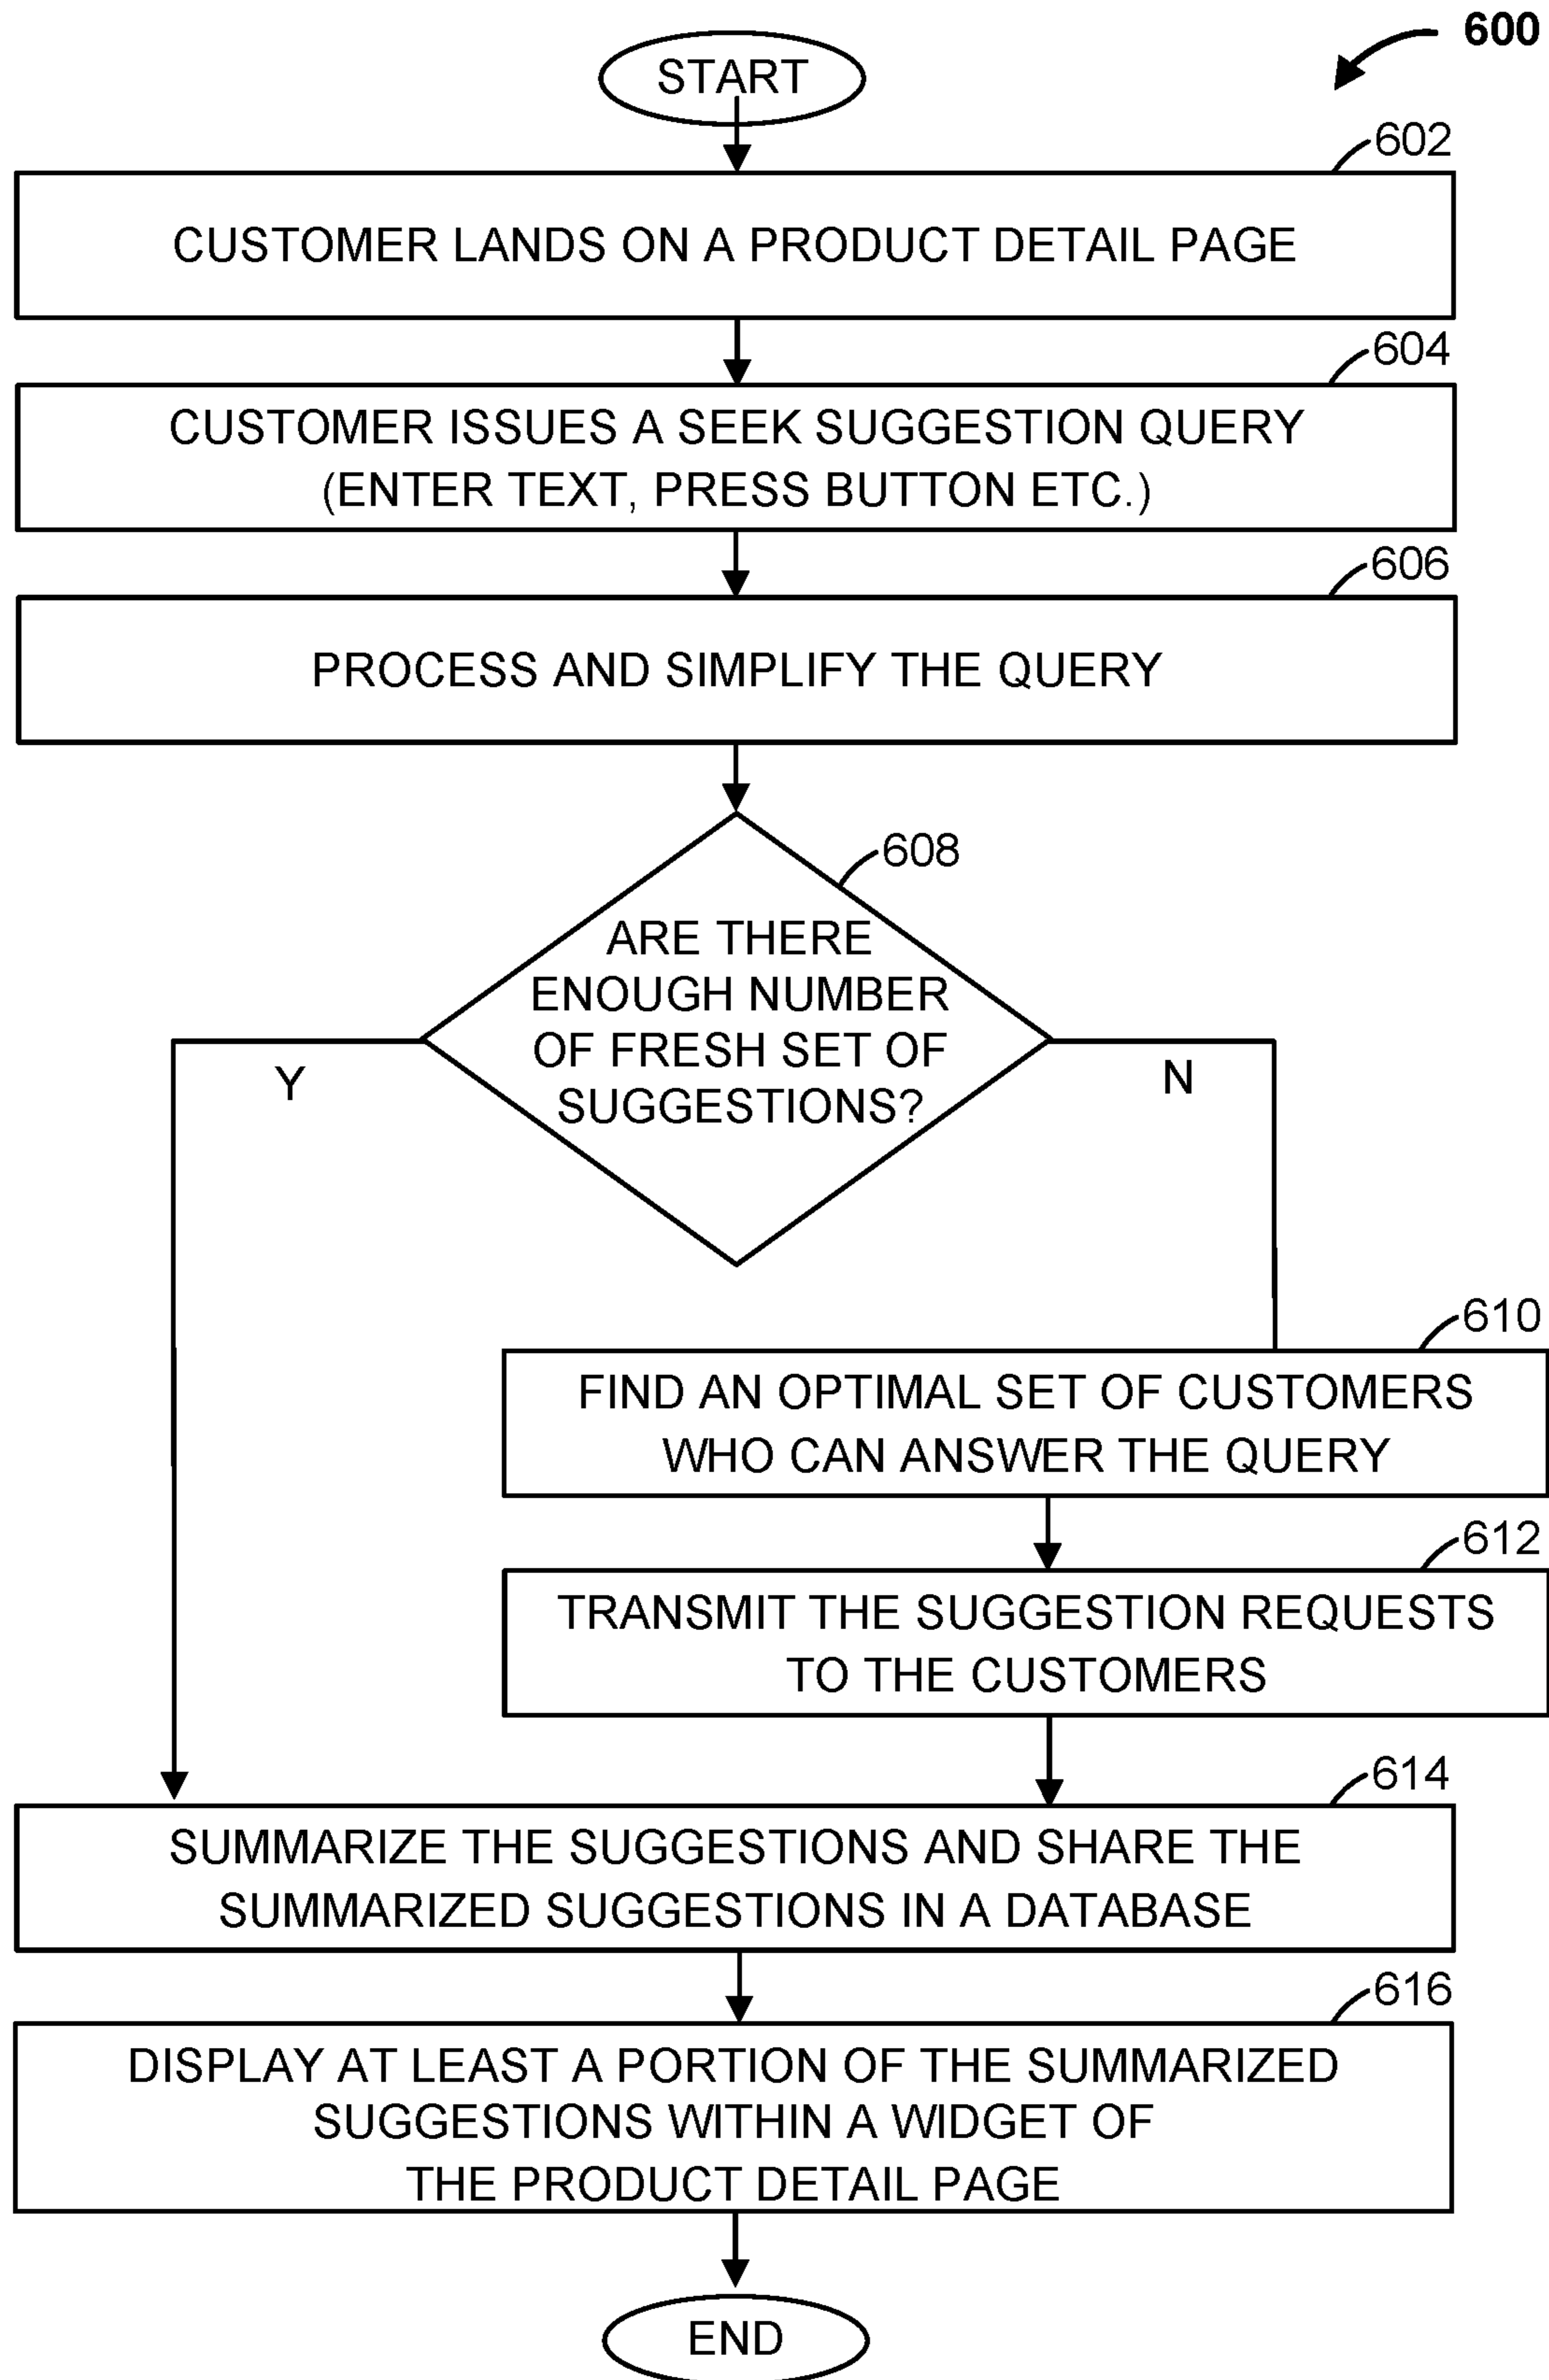 600
START
602
CUSTOMER LANDS ON A PRODUCT DETAIL PAGE
604
CUSTOMER ISSUES A SEEK SUGGESTION QUERY
(ENTER TEXT, PRESS BUTTON ETC.)
606
PROCESS AND SIMPLIFY THE QUERY
608
ARE THERE
ENOUGH NUMBER
OF FRESH SET OF
SUGGESTIONS?
Y
N
610
FIND AN OPTIMAL SET OF CUSTOMERS
WHO CAN ANSWER THE QUERY
612
TRANSMIT THE SUGGESTION REQUESTS
TO THE CUSTOMERS
614
SUMMARIZE THE SUGGESTIONS AND SHARE THE
SUMMARIZED SUGGESTIONS IN A DATABASE
616
DISPLAY AT LEAST A PORTION OF THE SUMMARIZED
SUGGESTIONS WITHIN A WIDGET OF
THE PRODUCT DETAIL PAGE
END